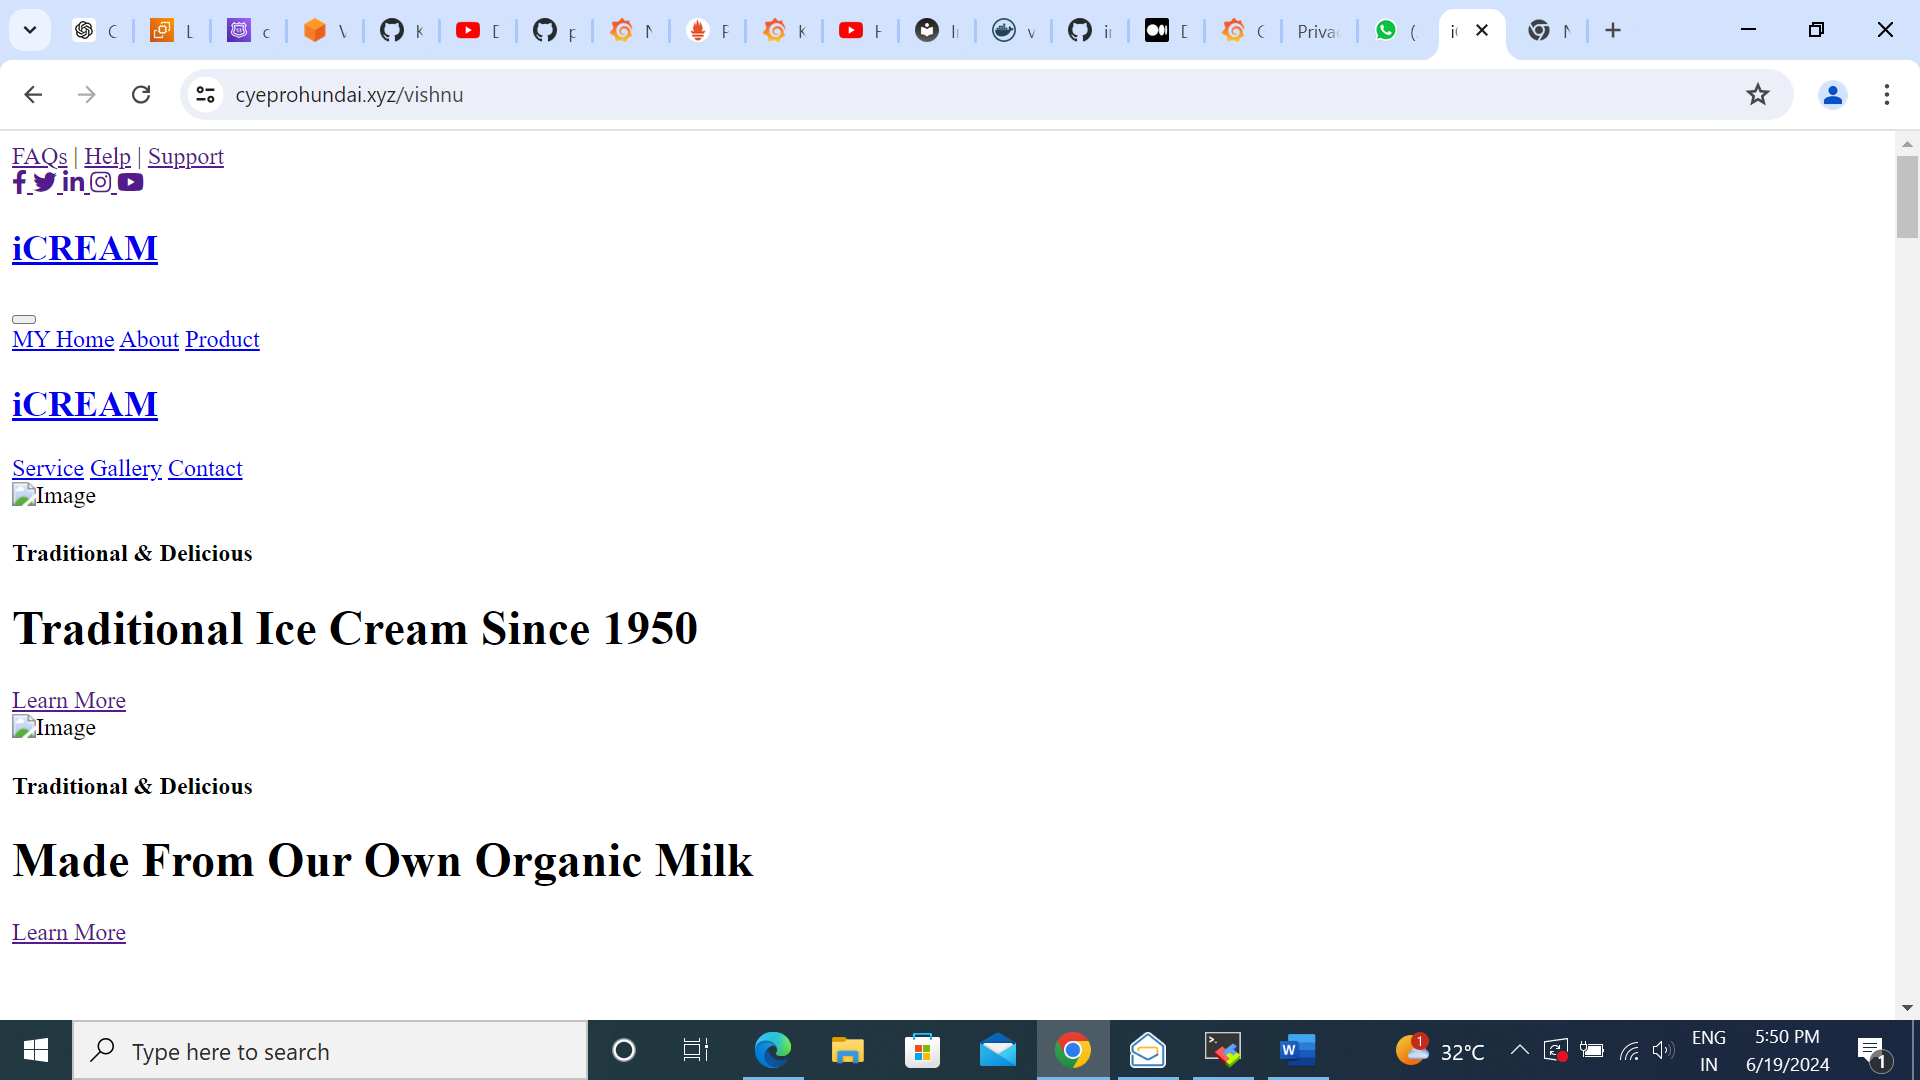 cyeprohundai.xyz/vishnu
FAQs | Help | Support
iCREAM
MY Home About Product
iCREAM
Service Gallery Contact
Image
Traditional & Delicious
Traditional Ice Cream Since 1950
Learn More
Image
Traditional & Delicious
Made From Our Own Organic Milk
Learn More
Type here to search
1
32°C
ENG
IN
5:50 PM
6/19/2024
1